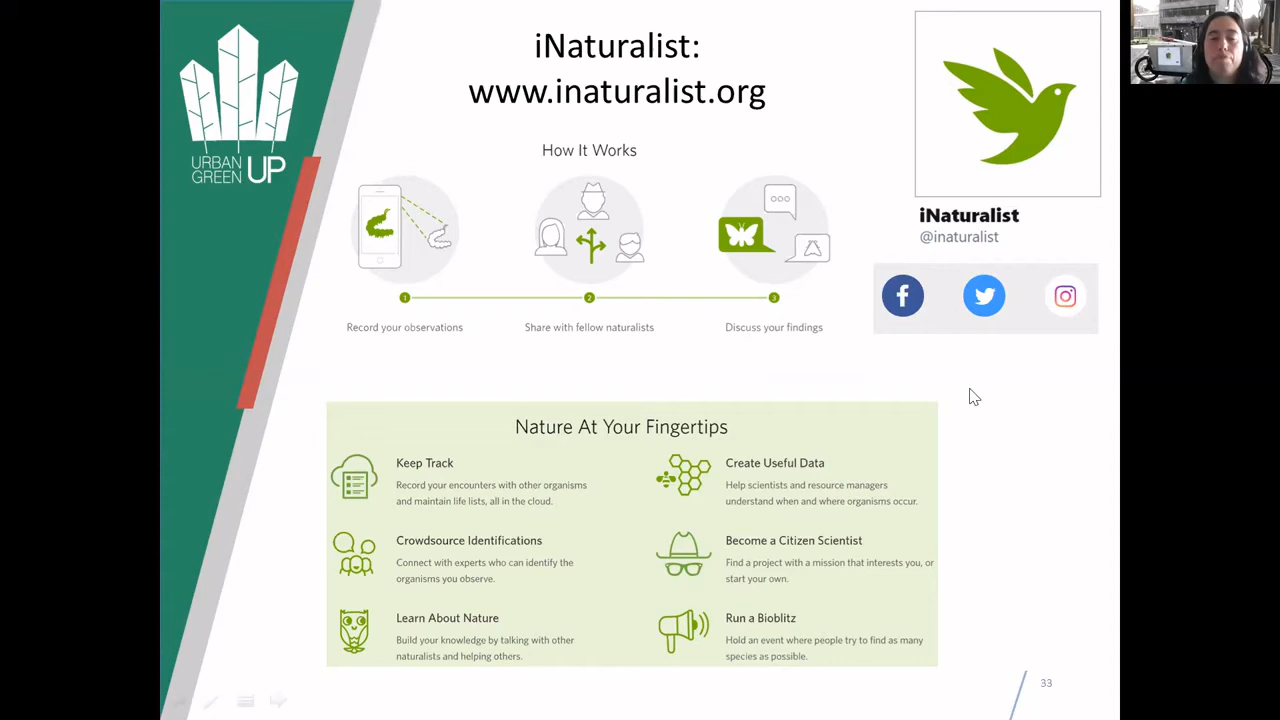 URBAN
GREEN UP
iNaturalist:
www.inaturalist.org
How It Works
1
2
3
Record your observations
Share with fellow naturalists
Discuss your findings
iNaturalist
@inaturalist
Nature At Your Fingertips
Keep Track
Record your encounters with other organisms
and maintain life lists, all in the cloud.
Create Useful Data
Help scientists and resource managers
understand when and where organisms occur.
Crowdsource Identifications
Connect with experts who can identify the
organisms you observe.
Become a Citizen Scientist
Find a project with a mission that interests you, or
start your own.
Learn About Nature
Build your knowledge by talking with other
naturalists and helping others.
Run a Bioblitz
Hold an event where people try to find as many
species as possible.
33